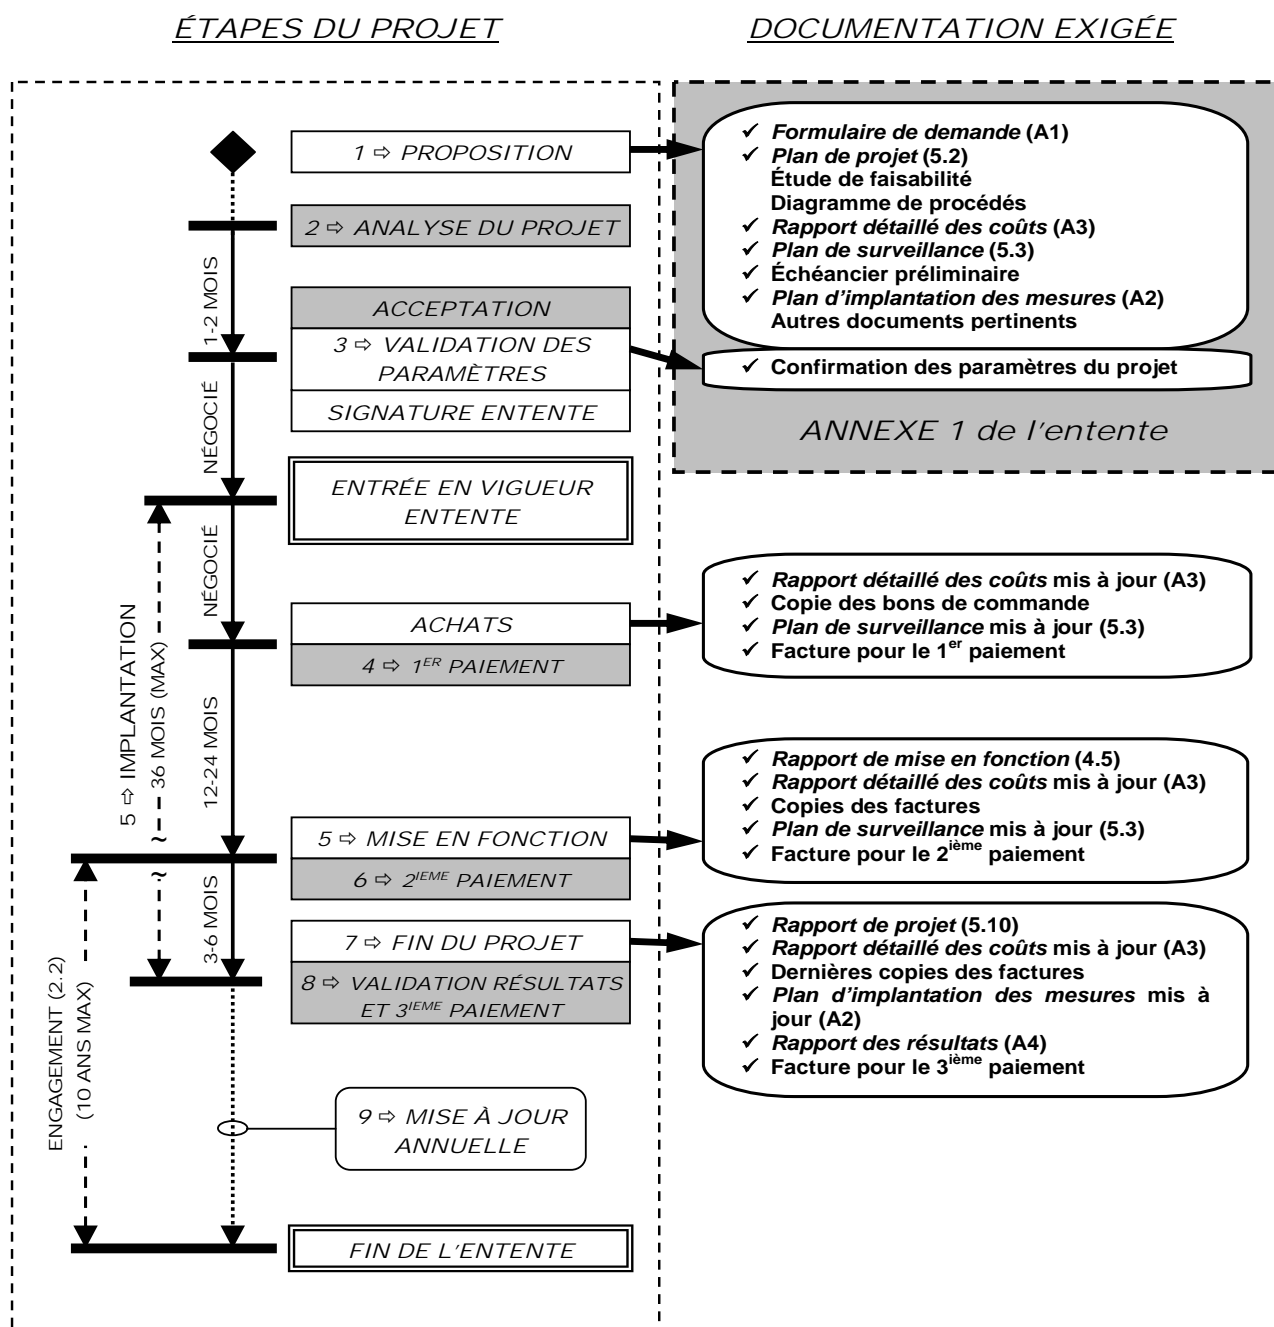 ÉTAPES DU PROJET
DOCUMENTATION EXIGÉE
1 ⇨ PROPOSITION
2 ⇨ ANALYSE DU PROJET
1-2 MOIS
ACCEPTATION
3 ⇨ VALIDATION DES
PARAMÈTRES
SIGNATURE ENTENTE
NÉGOCIÉ
ENTRÉE EN VIGUEUR
ENTENTE
NÉGOCIÉ
ACHATS
4 ⇨ 1ER PAIEMENT
5 ⇨ IMPLANTATION
36 MOIS (MAX)
12-24 MOIS
5 ⇨ MISE EN FONCTION
6 ⇨ 2IEME PAIEMENT
3-6 MOIS
7 ⇨ FIN DU PROJET
8 ⇨ VALIDATION RÉSULTATS
ET 3IEME PAIEMENT
ENGAGEMENT (2.2)
(10 ANS MAX)
9 ⇨ MISE À JOUR
ANNUELLE
FIN DE L'ENTENTE
✓ Formulaire de demande (A1)
✓ Plan de projet (5.2)
Étude de faisabilité
Diagramme de procédés
✓ Rapport détaillé des coûts (A3)
✓ Plan de surveillance (5.3)
✓ Échéancier préliminaire
✓ Plan d'implantation des mesures (A2)
Autres documents pertinents
✓ Confirmation des paramètres du projet
ANNEXE 1 de l'entente
✓ Rapport détaillé des coûts mis à jour (A3)
✓ Copie des bons de commande
✓ Plan de surveillance mis à jour (5.3)
✓ Facture pour le 1er paiement
✓ Rapport de mise en fonction (4.5)
✓ Rapport détaillé des coûts mis à jour (A3)
✓ Copies des factures
✓ Plan de surveillance mis à jour (5.3)
✓ Facture pour le 2ième paiement
✓ Rapport de projet (5.10)
✓ Rapport détaillé des coûts mis à jour (A3)
✓ Dernières copies des factures
✓ Plan d'implantation des mesures mis à
jour (A2)
✓ Rapport des résultats (A4)
✓ Facture pour le 3ième paiement